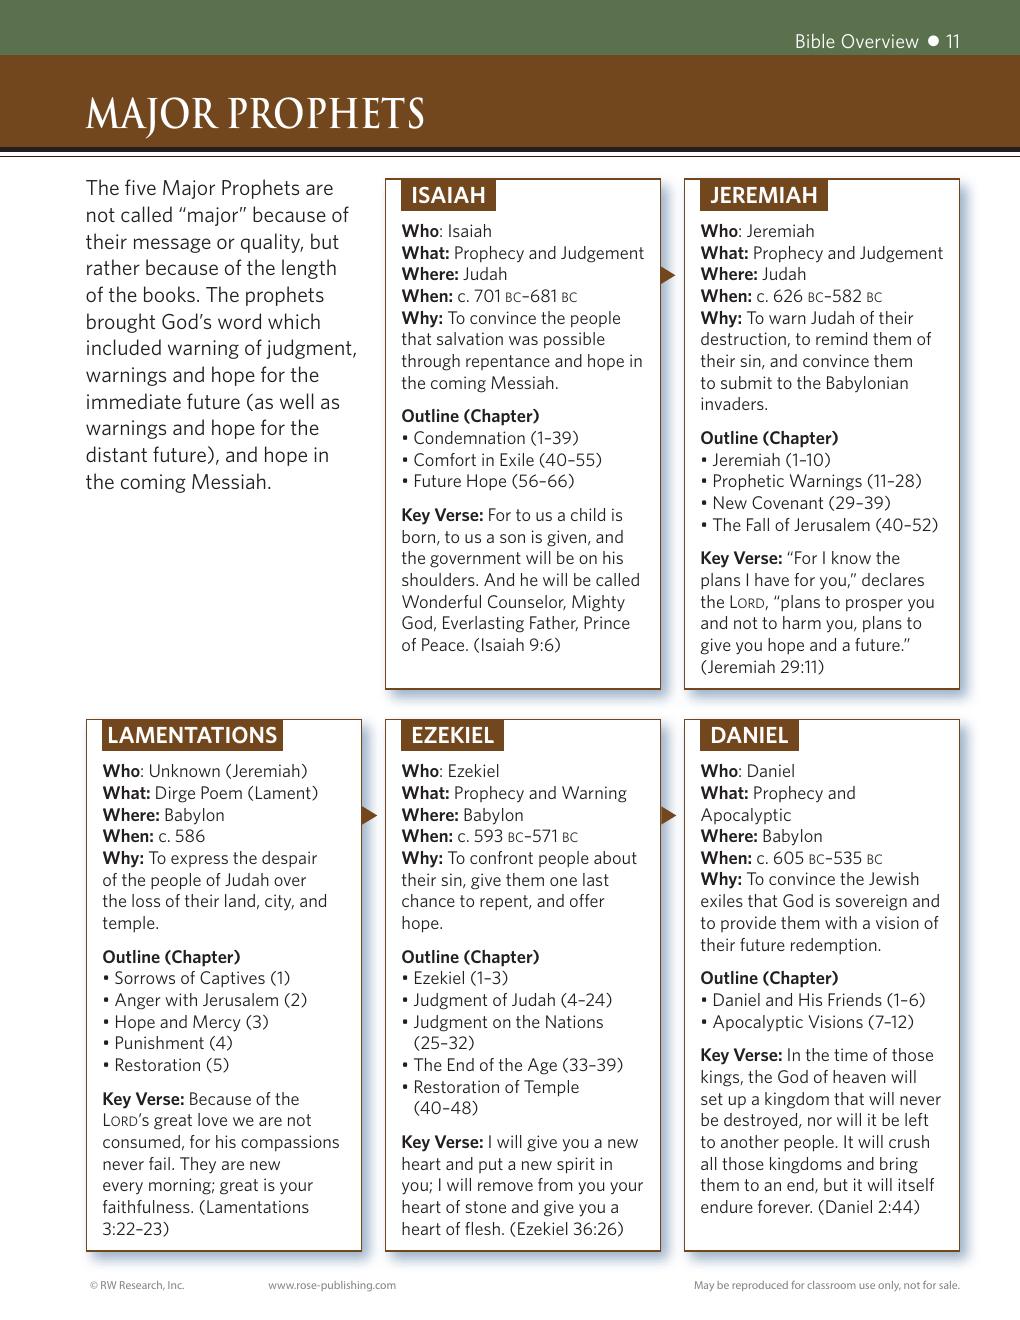 Bible Overview ● 11
MAJOR PROPHETS
The five Major Prophets are
not called “major” because of
their message or quality, but
rather because of the length
of the books. The prophets
brought God’s word which
included warning of judgment,
warnings and hope for the
immediate future (as well as
warnings and hope for the
distant future), and hope in
the coming Messiah.
ISAIAH
Who: Isaiah
What: Prophecy and Judgement
Where: Judah
When: c. 701 BC–681 BC
Why: To convince the people
that salvation was possible
through repentance and hope in
the coming Messiah.
Outline (Chapter)
• Condemnation (1–39)
• Comfort in Exile (40–55)
• Future Hope (56–66)
Key Verse: For to us a child is
born, to us a son is given, and
the government will be on his
shoulders. And he will be called
Wonderful Counselor, Mighty
God, Everlasting Father, Prince
of Peace. (Isaiah 9:6)
JEREMIAH
Who: Jeremiah
What: Prophecy and Judgement
Where: Judah
When: c. 626 BC–582 BC
Why: To warn Judah of their
destruction, to remind them of
their sin, and convince them
to submit to the Babylonian
invaders.
Outline (Chapter)
• Jeremiah (1–10)
• Prophetic Warnings (11–28)
• New Covenant (29–39)
• The Fall of Jerusalem (40–52)
Key Verse: “For I know the
plans I have for you,” declares
the LORD, “plans to prosper you
and not to harm you, plans to
give you hope and a future.”
(Jeremiah 29:11)
LAMENTATIONS
Who: Unknown (Jeremiah)
What: Dirge Poem (Lament)
Where: Babylon
When: c. 586
Why: To express the despair
of the people of Judah over
the loss of their land, city, and
temple.
Outline (Chapter)
• Sorrows of Captives (1)
• Anger with Jerusalem (2)
• Hope and Mercy (3)
• Punishment (4)
• Restoration (5)
Key Verse: Because of the
LORD’s great love we are not
consumed, for his compassions
never fail. They are new
every morning; great is your
faithfulness. (Lamentations
3:22–23)
EZEKIEL
Who: Ezekiel
What: Prophecy and Warning
Where: Babylon
When: c. 593 BC–571 BC
Why: To confront people about
their sin, give them one last
chance to repent, and offer
hope.
Outline (Chapter)
• Ezekiel (1–3)
• Judgment of Judah (4–24)
• Judgment on the Nations
(25–32)
• The End of the Age (33–39)
• Restoration of Temple
(40–48)
Key Verse: I will give you a new
heart and put a new spirit in
you; I will remove from you your
heart of stone and give you a
heart of flesh. (Ezekiel 36:26)
DANIEL
Who: Daniel
What: Prophecy and
Apocalyptic
Where: Babylon
When: c. 605 BC–535 BC
Why: To convince the Jewish
exiles that God is sovereign and
to provide them with a vision of
their future redemption.
Outline (Chapter)
• Daniel and His Friends (1–6)
• Apocalyptic Visions (7–12)
Key Verse: In the time of those
kings, the God of heaven will
set up a kingdom that will never
be destroyed, nor will it be left
to another people. It will crush
all those kingdoms and bring
them to an end, but it will itself
endure forever. (Daniel 2:44)
© RW Research, Inc. www.rose-publishing.com May be reproduced for classroom use only, not for sale.